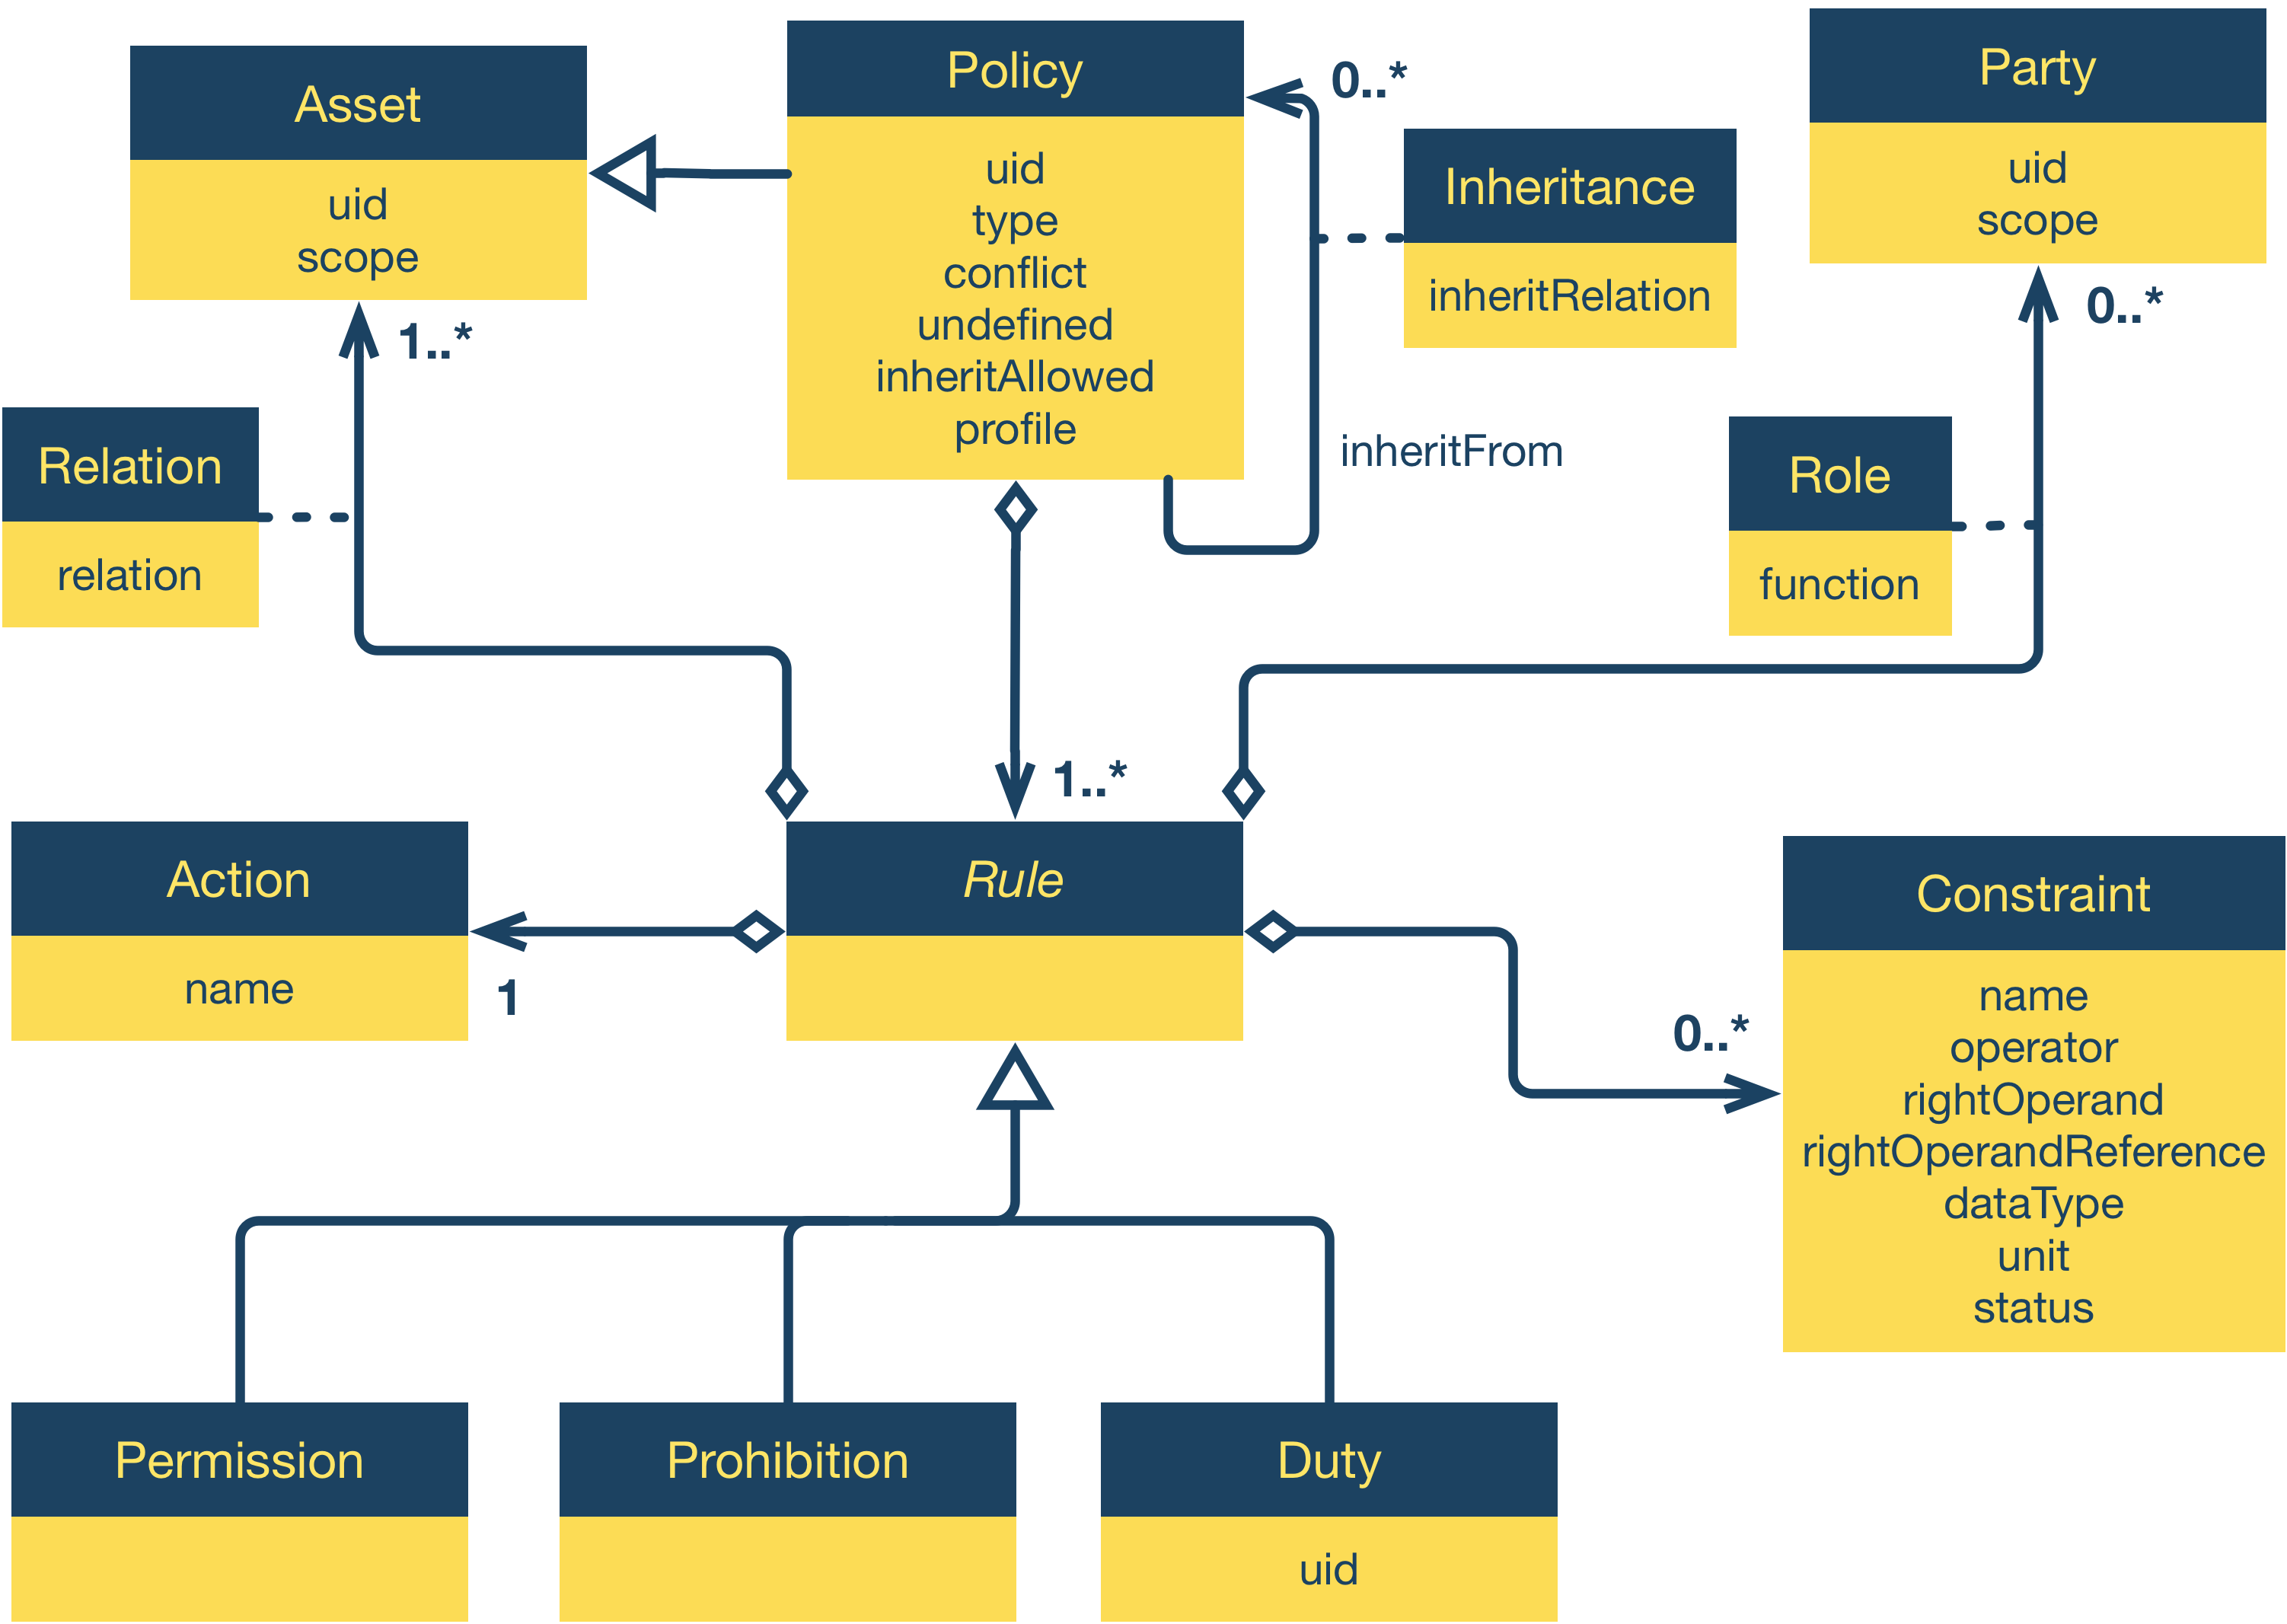 Asset
uid
scope
Policy
uid
type
conflict
undefined
inheritAllowed
profile
0..*
Inheritance
inheritRelation
inheritFrom
Party
uid
scope
0..*
1..*
Relation
relation
Role
function
1..*
Action
name
1
Rule
0..*
Constraint
name
operator
rightOperand
rightOperandReference
dataType
unit
status
Permission
Prohibition
Duty
uid